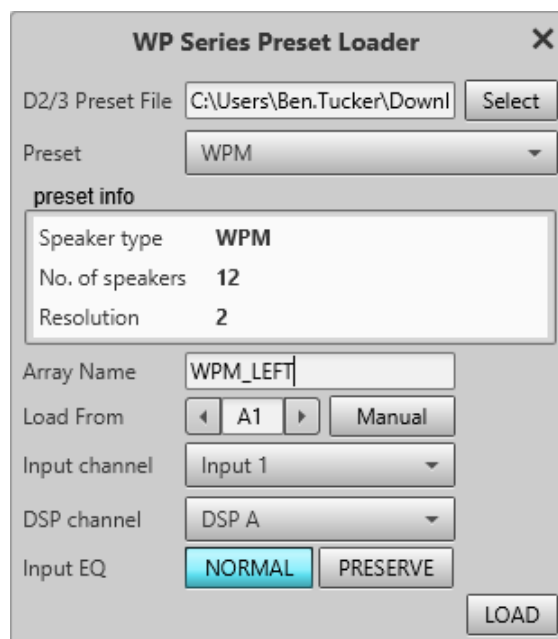 WP Series Preset Loader
D2/3 Preset File C:\Users\Ben.Tucker\Downl Select
Preset WPM
preset info
Speaker type WPM
No. of speakers 12
Resolution 2
Array Name WPM_LEFT
Load From A1 Manual
Input channel Input 1
DSP channel DSP A
Input EQ NORMAL PRESERVE
LOAD